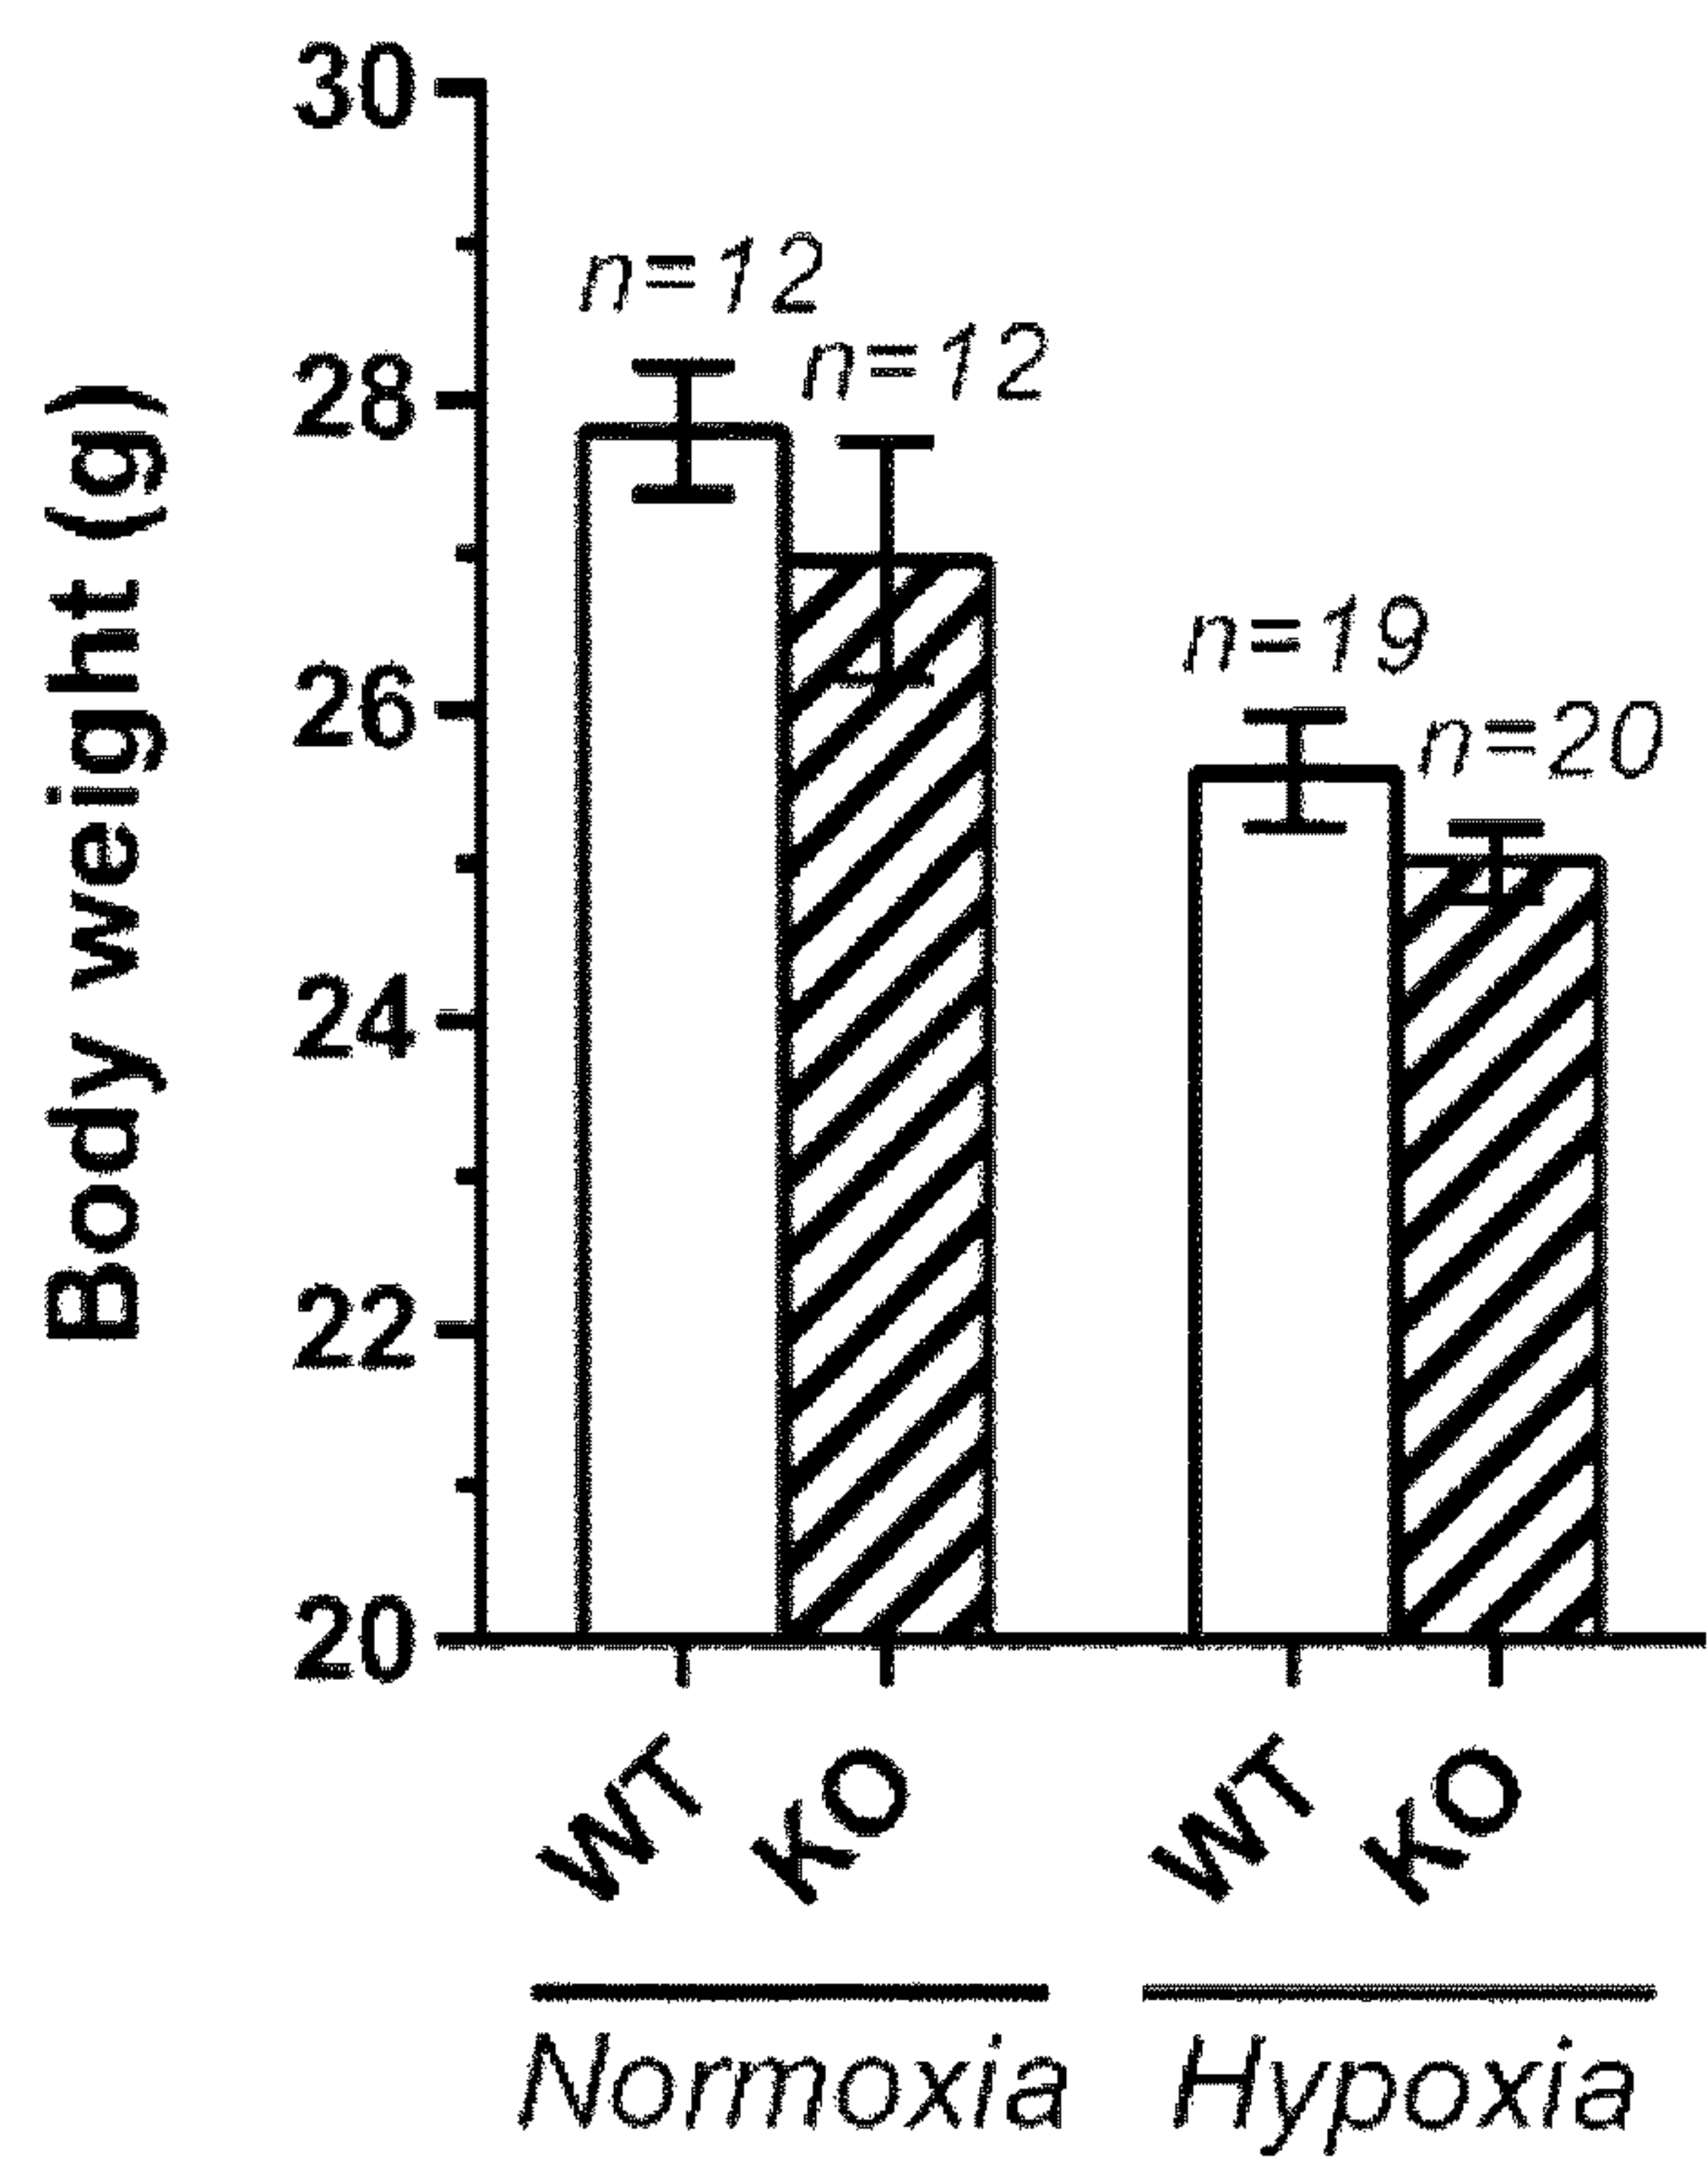 Body weight (g)
30
28
26
24
22
20
n=12
n=12
n=19
n=20
WT
KO
WT
KO
Normoxia
Hypoxia